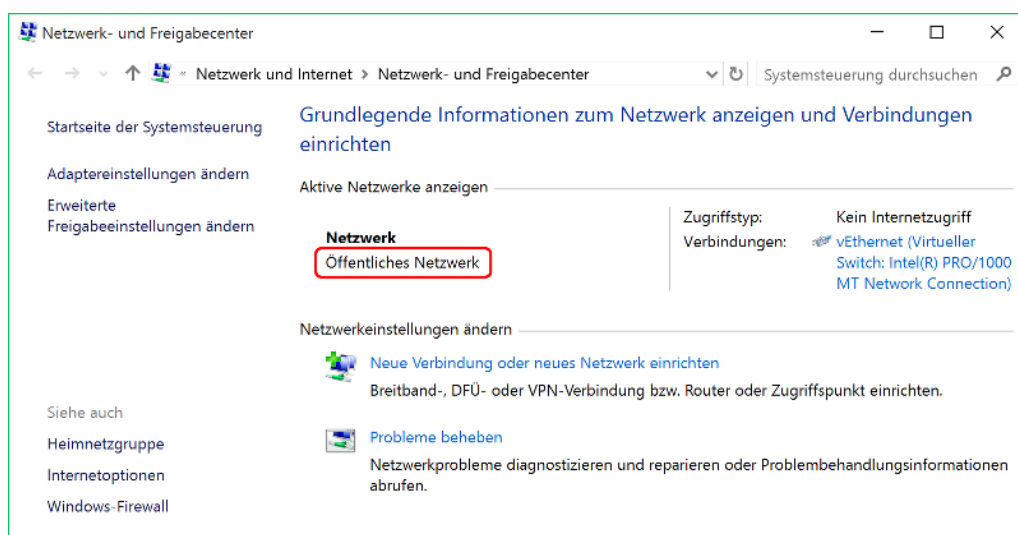 Netzwerk- und Freigabecenter
« Netzwerk und Internet > Netzwerk- und Freigabecenter
Systemsteuerung durchsuchen
Startseite der Systemsteuerung
Adaptereinstellungen ändern
Erweiterte
Freigabeeinstellungen ändern
Grundlegende Informationen zum Netzwerk anzeigen und Verbindungen
einrichten
Aktive Netzwerke anzeigen
Netzwerk
Öffentliches Netzwerk
Zugriffstyp: Kein Internetzugriff
Verbindungen: vEthernet (Virtueller
Switch: Intel(R) PRO/1000
MT Network Connection)
Netzwerkeinstellungen ändern
Neue Verbindung oder neues Netzwerk einrichten
Breitband-, DFÜ- oder VPN-Verbindung bzw. Router oder Zugriffspunkt einrichten.
Probleme beheben
Netzwerkprobleme diagnostizieren und reparieren oder Problembehandlungsinformationen
abrufen.
Siehe auch
Heimnetzgruppe
Internetoptionen
Windows-Firewall